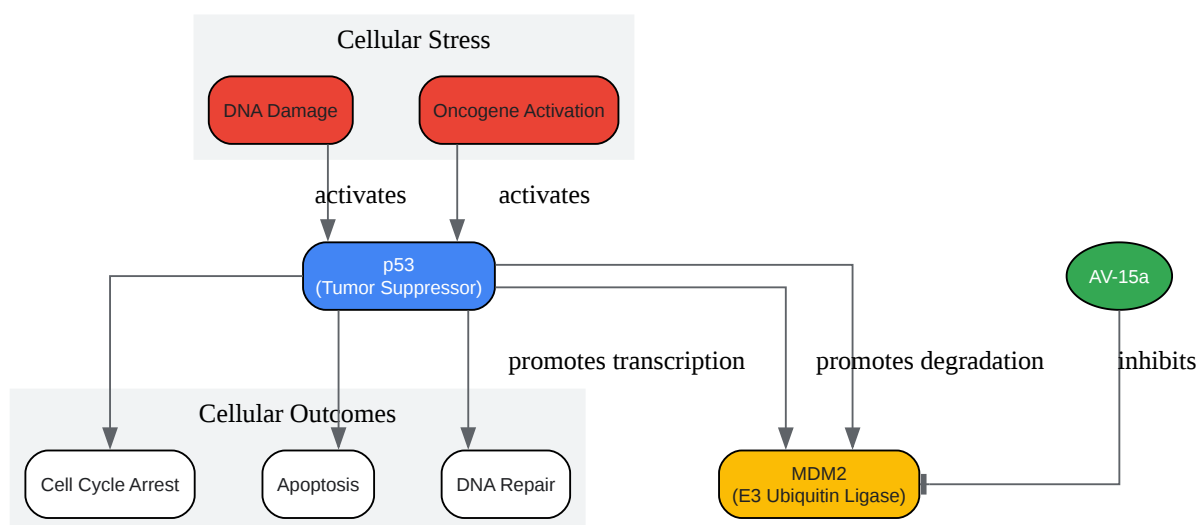 Cellular Stress
DNA Damage
Oncogene Activation
activates
activates
p53
(Tumor Suppressor)
AV-15a
promotes transcription
promotes degradation
inhibits
Cellular Outcomes
Cell Cycle Arrest
Apoptosis
DNA Repair
MDM2
(E3 Ubiquitin Ligase)